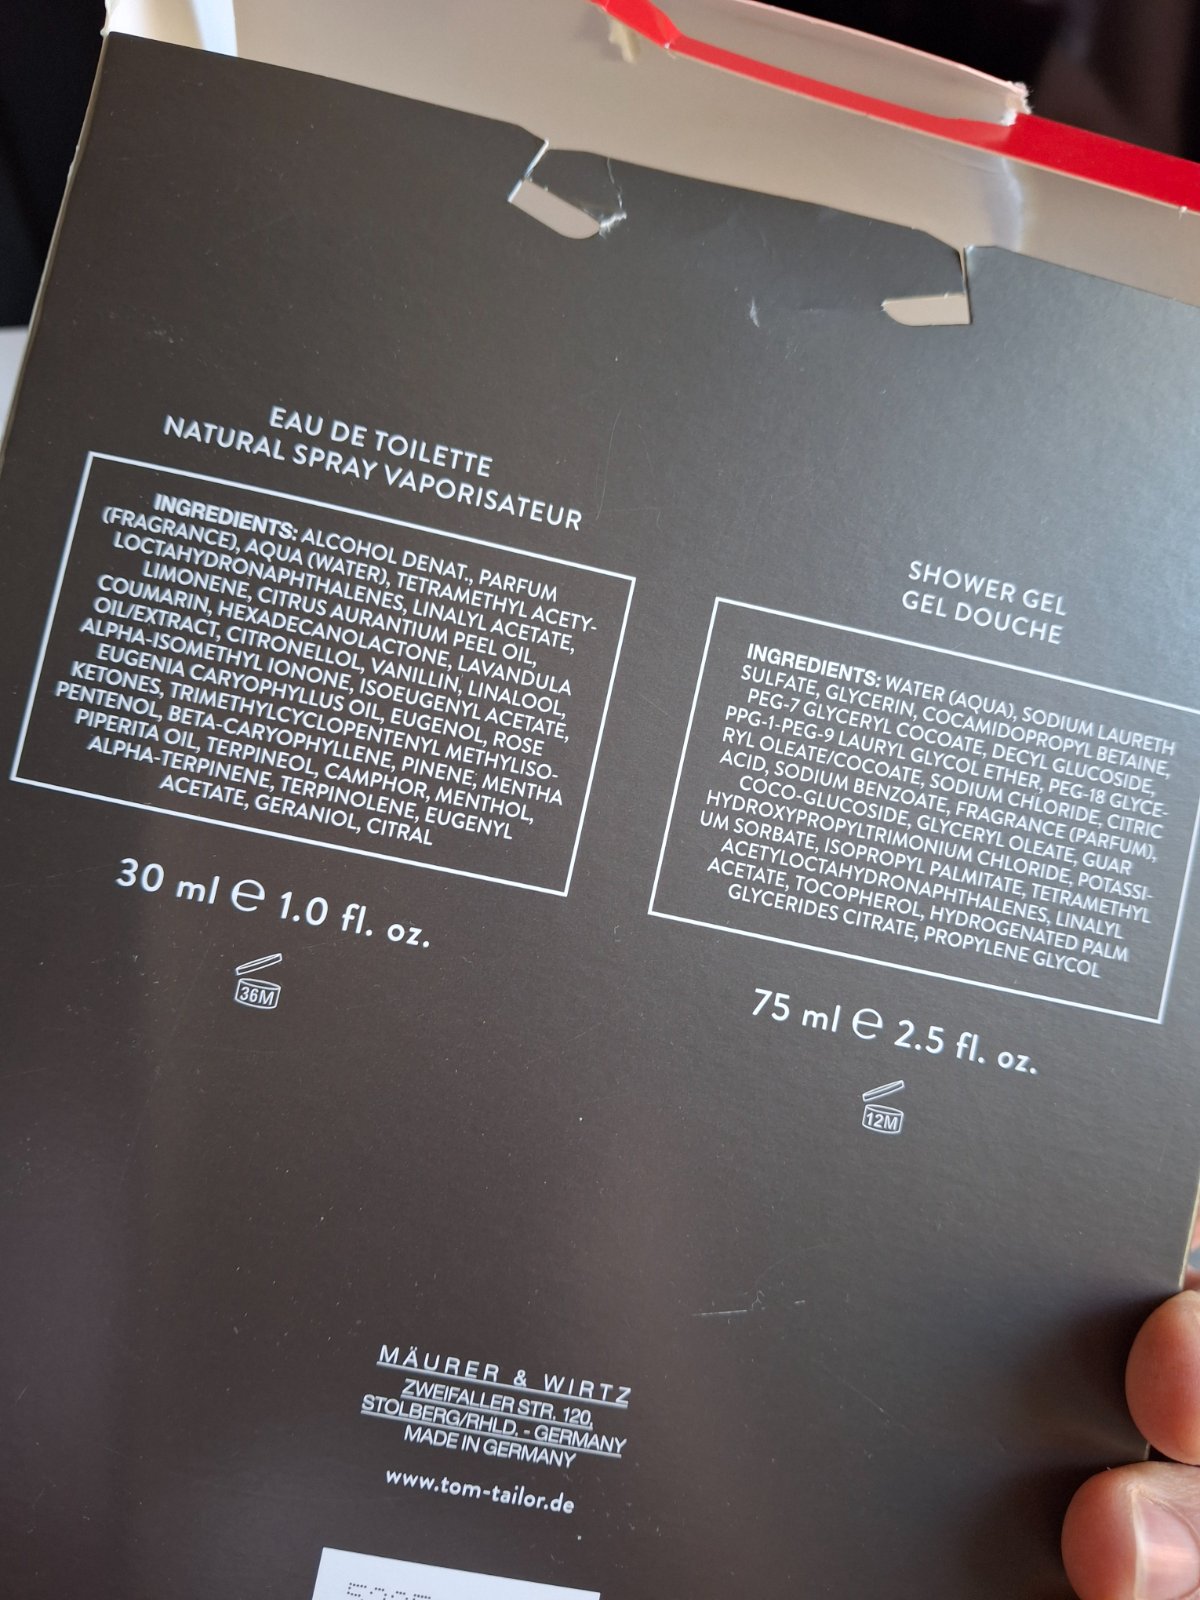 EAU DE TOILETTE
NATURAL SPRAY VAPORISATEUR
INGREDIENTS: ALCOHOL DENAT., PARFUM
(FRAGRANCE), AQUA (WATER), TETRAMETHYL ACETY-
LOCTAHYDRONAPHTHALENES, LINALYL ACETATE,
LIMONENE, CITRUS AURANTIUM PEEL OIL,
COUMARIN, HEXADECANOLACTONE, LAVANDULA
OIL/EXTRACT, CITRONELLOL, VANILLIN, LINALOOL,
ALPHA-ISOMETHYL IONONE, ISOEUGENYL ACETATE,
EUGENIA CARYOPHYLLUS OIL, EUGENOL, ROSE
KETONES, TRIMETHYLCYCLOPENTENYL METHYLISO-
PENTENOL, BETA-CARYOPHYLLENE, PINENE, MENTHA
PIPERITA OIL, TERPINEOL, CAMPHOR, MENTHOL,
ALPHA-TERPINENE, TERPINOLENE, EUGENYL
ACETATE, GERANIOL, CITRAL
30 ml e 1.0 fl. oz.
36M
SHOWER GEL
GEL DOUCHE
INGREDIENTS: WATER (AQUA), SODIUM LAURETH
SULFATE, GLYCERIN, COCAMIDOPROPYL BETAINE,
PEG-7 GLYCERYL COCOATE, DECYL GLUCOSIDE,
PPG-1-PEG-9 LAURYL GLYCOL ETHER, PEG-18 GLYCE-
RYL OLEATE/COCOATE, SODIUM CHLORIDE, CITRIC
ACID, SODIUM BENZOATE, FRAGRANCE (PARFUM),
COCO-GLUCOSIDE, GLYCERYL OLEATE, GUAR
HYDROXYPROPYLTRIMONIUM CHLORIDE, POTASSI-
UM SORBATE, ISOPROPYL PALMITATE, TETRAMETHYL
ACETYLOCTAHYDRONAPHTHALENES, LINALYL
ACETATE, TOCOPHEROL, HYDROGENATED PALM
GLYCERIDES CITRATE, PROPYLENE GLYCOL
75 ml e 2.5 fl. oz.
12M
MÄURER & WIRTZ
ZWEIFALLER STR. 120,
STOLBERG/RHLD. - GERMANY
MADE IN GERMANY
www.tom-tailor.de